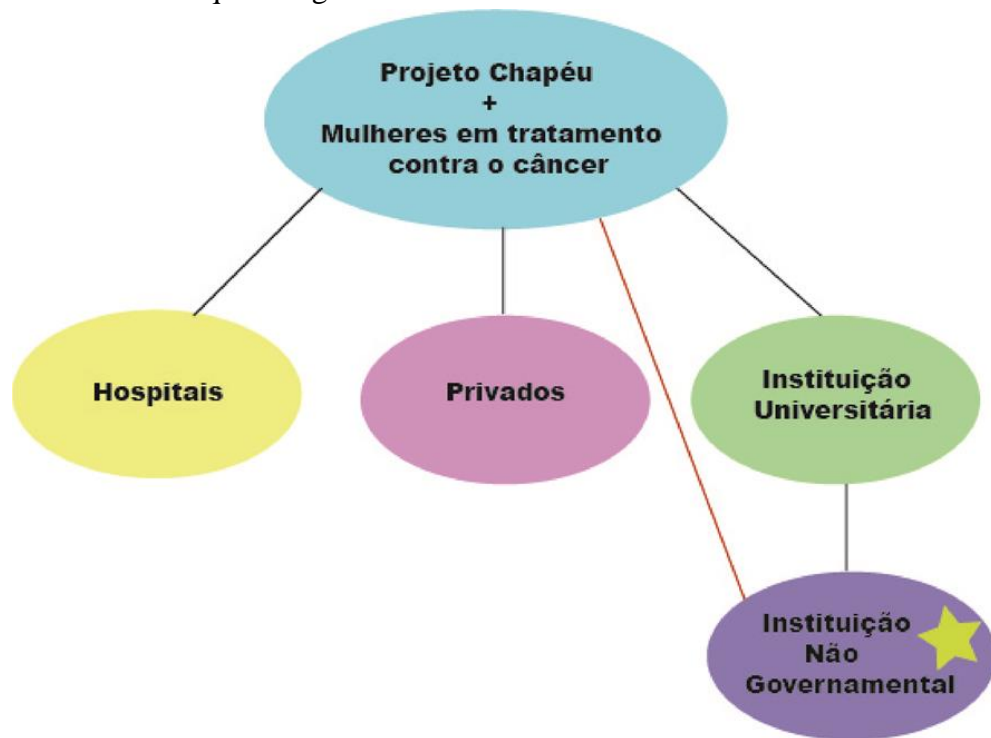 Projeto Chapéu
+
Mulheres em tratamento
contra o câncer
Hospitais
Privados
Instituição
Universitária
Instituição
Não
Governamental